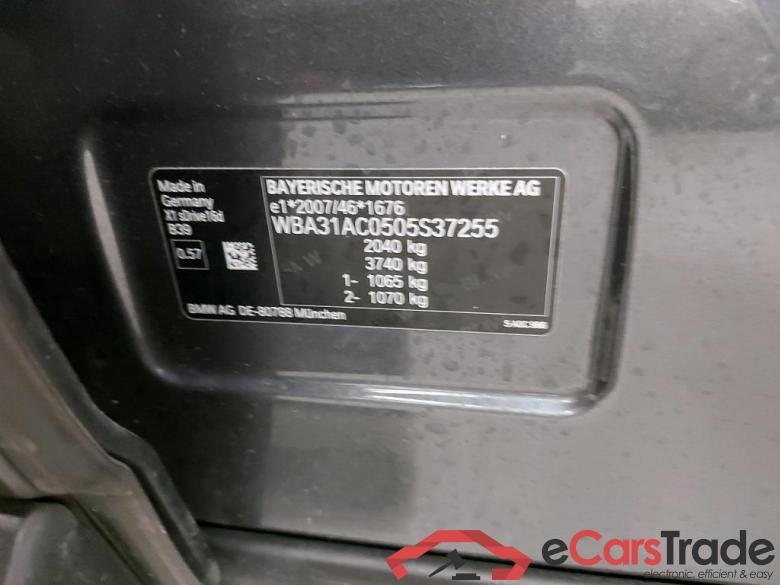 Made in
Germany
X1 sDrive16d
B39
0.57
BAYERISCHE MOTOREN WERKE AG
e1*2007/46*1676
WBA31AC0505S37255
2040 kg
3740 kg
1- 1065 kg
2- 1070 kg
BMW AG DE-80788 München
eCarsTrade
electronic, efficient & easy